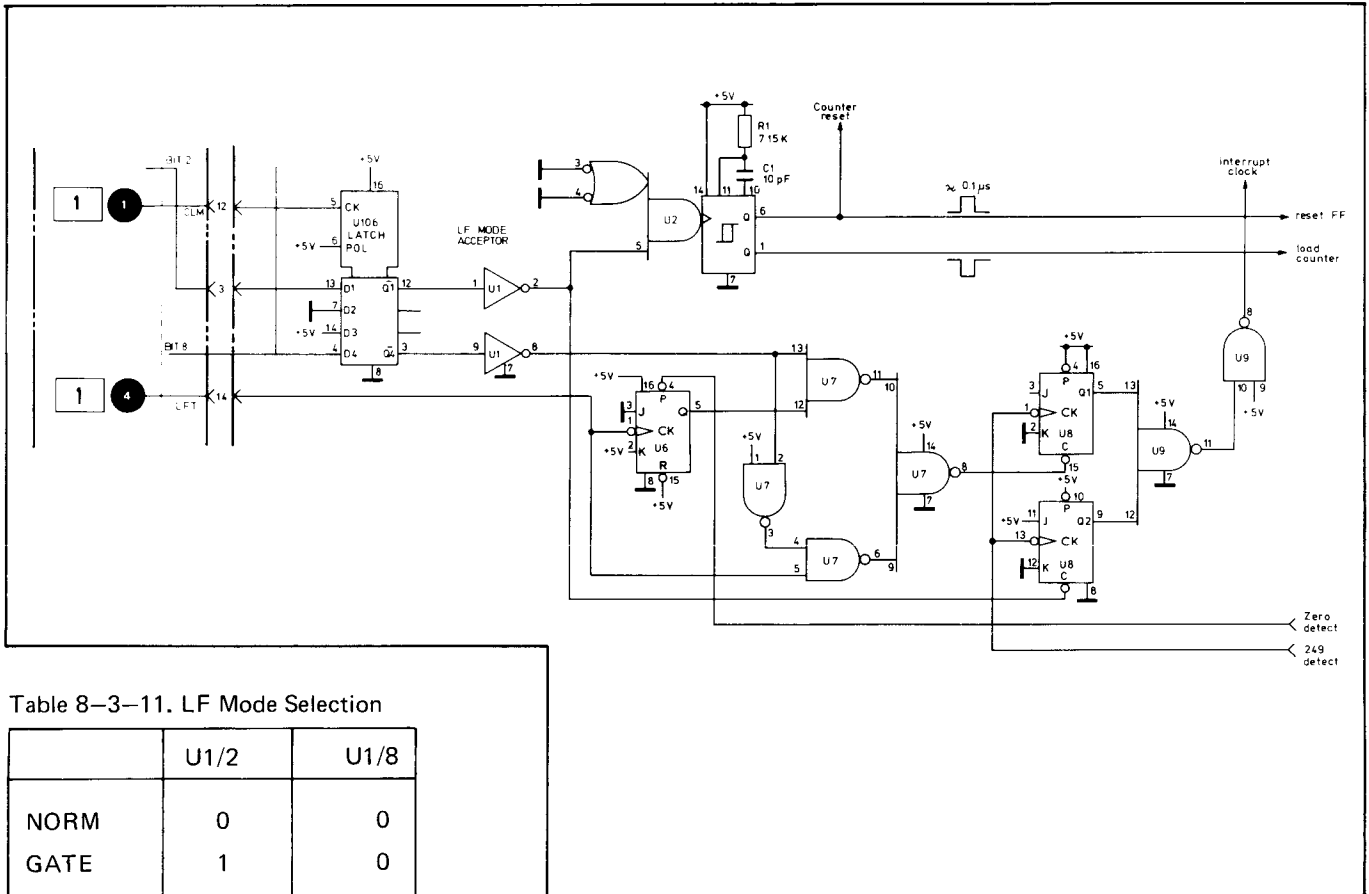 +5V
R1
7.15K
C1
10 pF
Counter
reset
interrupt
clock
BIT 2
+5V
16
1 1
CLM
12
5 CK
U106
LATCH
+5V 6 POL
3
4
14 11 10
U2
5
6 Q
≈ 0.1µs
reset FF
1 Q
load
counter
7
LF MODE
ACCEPTOR
3
13 D1 Q1 12
1 U1 2
7 D2
+5V 14 D3
BIT 8
4 D4 Q4 3
9 U1 8
7
8
1 4
LFT
14
+5V 16 4
P
3 J
Q 5
1 CK
+5V 2 K U6
R
8 15
+5V
13
12
U7
11
10
+5V
1 2
U7
3
4
5
U7
6
9
+5V
14
U7
8
7
+5V
4 16
P
3 J Q1 5
1 CK
2 K U8
C
15
+5V
10
P
+5V 11 J Q2 9
13 CK
12 K U8
C
8
13
12
+5V
14
U9
11
7
8
U9
10 9
+5V
Zero
detect
249
detect
Table 8–3–11. LF Mode Selection
U1/2 U1/8
NORM 0 0
GATE 1 0